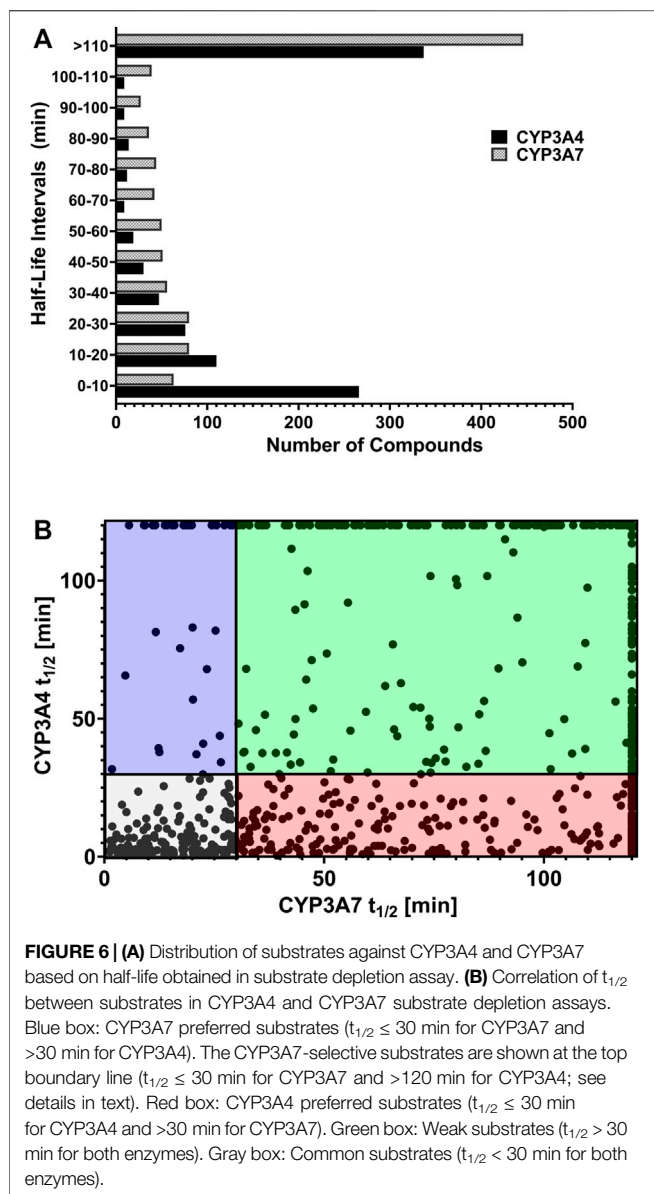 A
Half-Life Intervals (min)
>110
100-110
90-100
80-90
70-80
60-70
50-60
40-50
30-40
20-30
10-20
0-10
CYP3A4
CYP3A7
0 100 200 300 400 500
Number of Compounds
B
CYP3A4 t1/2 [min]
100
50
0
0 50 100
CYP3A7 t1/2 [min]
FIGURE 6 | (A) Distribution of substrates against CYP3A4 and CYP3A7
based on half-life obtained in substrate depletion assay. (B) Correlation of t1/2
between substrates in CYP3A4 and CYP3A7 substrate depletion assays.
Blue box: CYP3A7 preferred substrates (t1/2 ≤ 30 min for CYP3A7 and
>30 min for CYP3A4). The CYP3A7-selective substrates are shown at the top
boundary line (t1/2 ≤ 30 min for CYP3A7 and >120 min for CYP3A4; see
details in text). Red box: CYP3A4 preferred substrates (t1/2 ≤ 30 min
for CYP3A4 and >30 min for CYP3A7). Green box: Weak substrates (t1/2 > 30
min for both enzymes). Gray box: Common substrates (t1/2 < 30 min for both
enzymes).